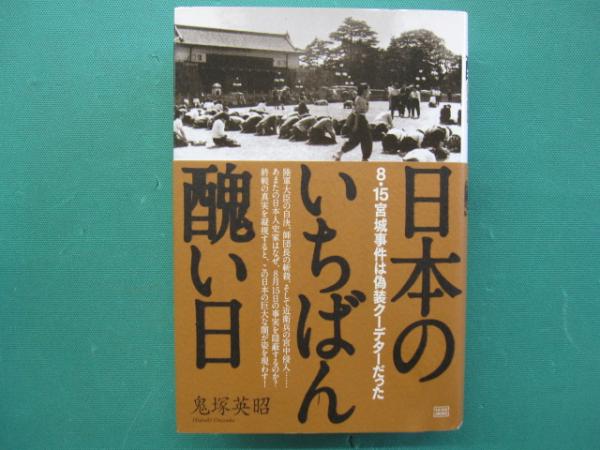 日本の
いちばん
醜い日
8・15宮城事件は偽装クーデターだった
陸軍大臣の自決、師団長の斬殺、そして近衛兵の宮中侵入……
あまたの日本人史家はなぜ、8月15日の事実を隠蔽するのか?
終戦の真実を凝視すると、この日本の巨大な闇が姿を現わす!
鬼塚英昭
Hideaki Onizuka